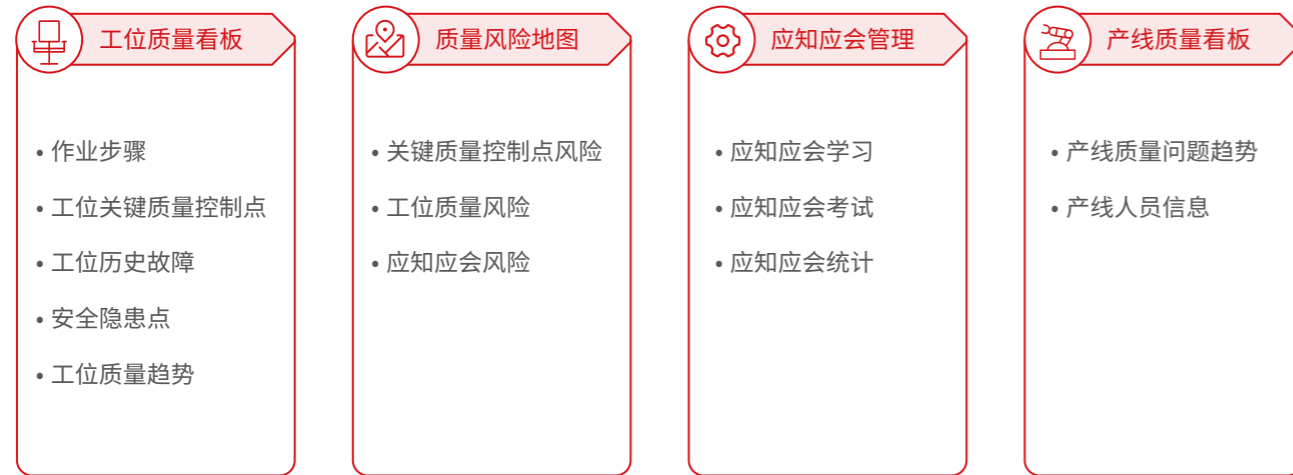 工位质量看板
• 作业步骤
• 工位关键质量控制点
• 工位历史故障
• 安全隐患点
• 工位质量趋势
质量风险地图
• 关键质量控制点风险
• 工位质量风险
• 应知应会风险
应知应会管理
• 应知应会学习
• 应知应会考试
• 应知应会统计
产线质量看板
• 产线质量问题趋势
• 产线人员信息